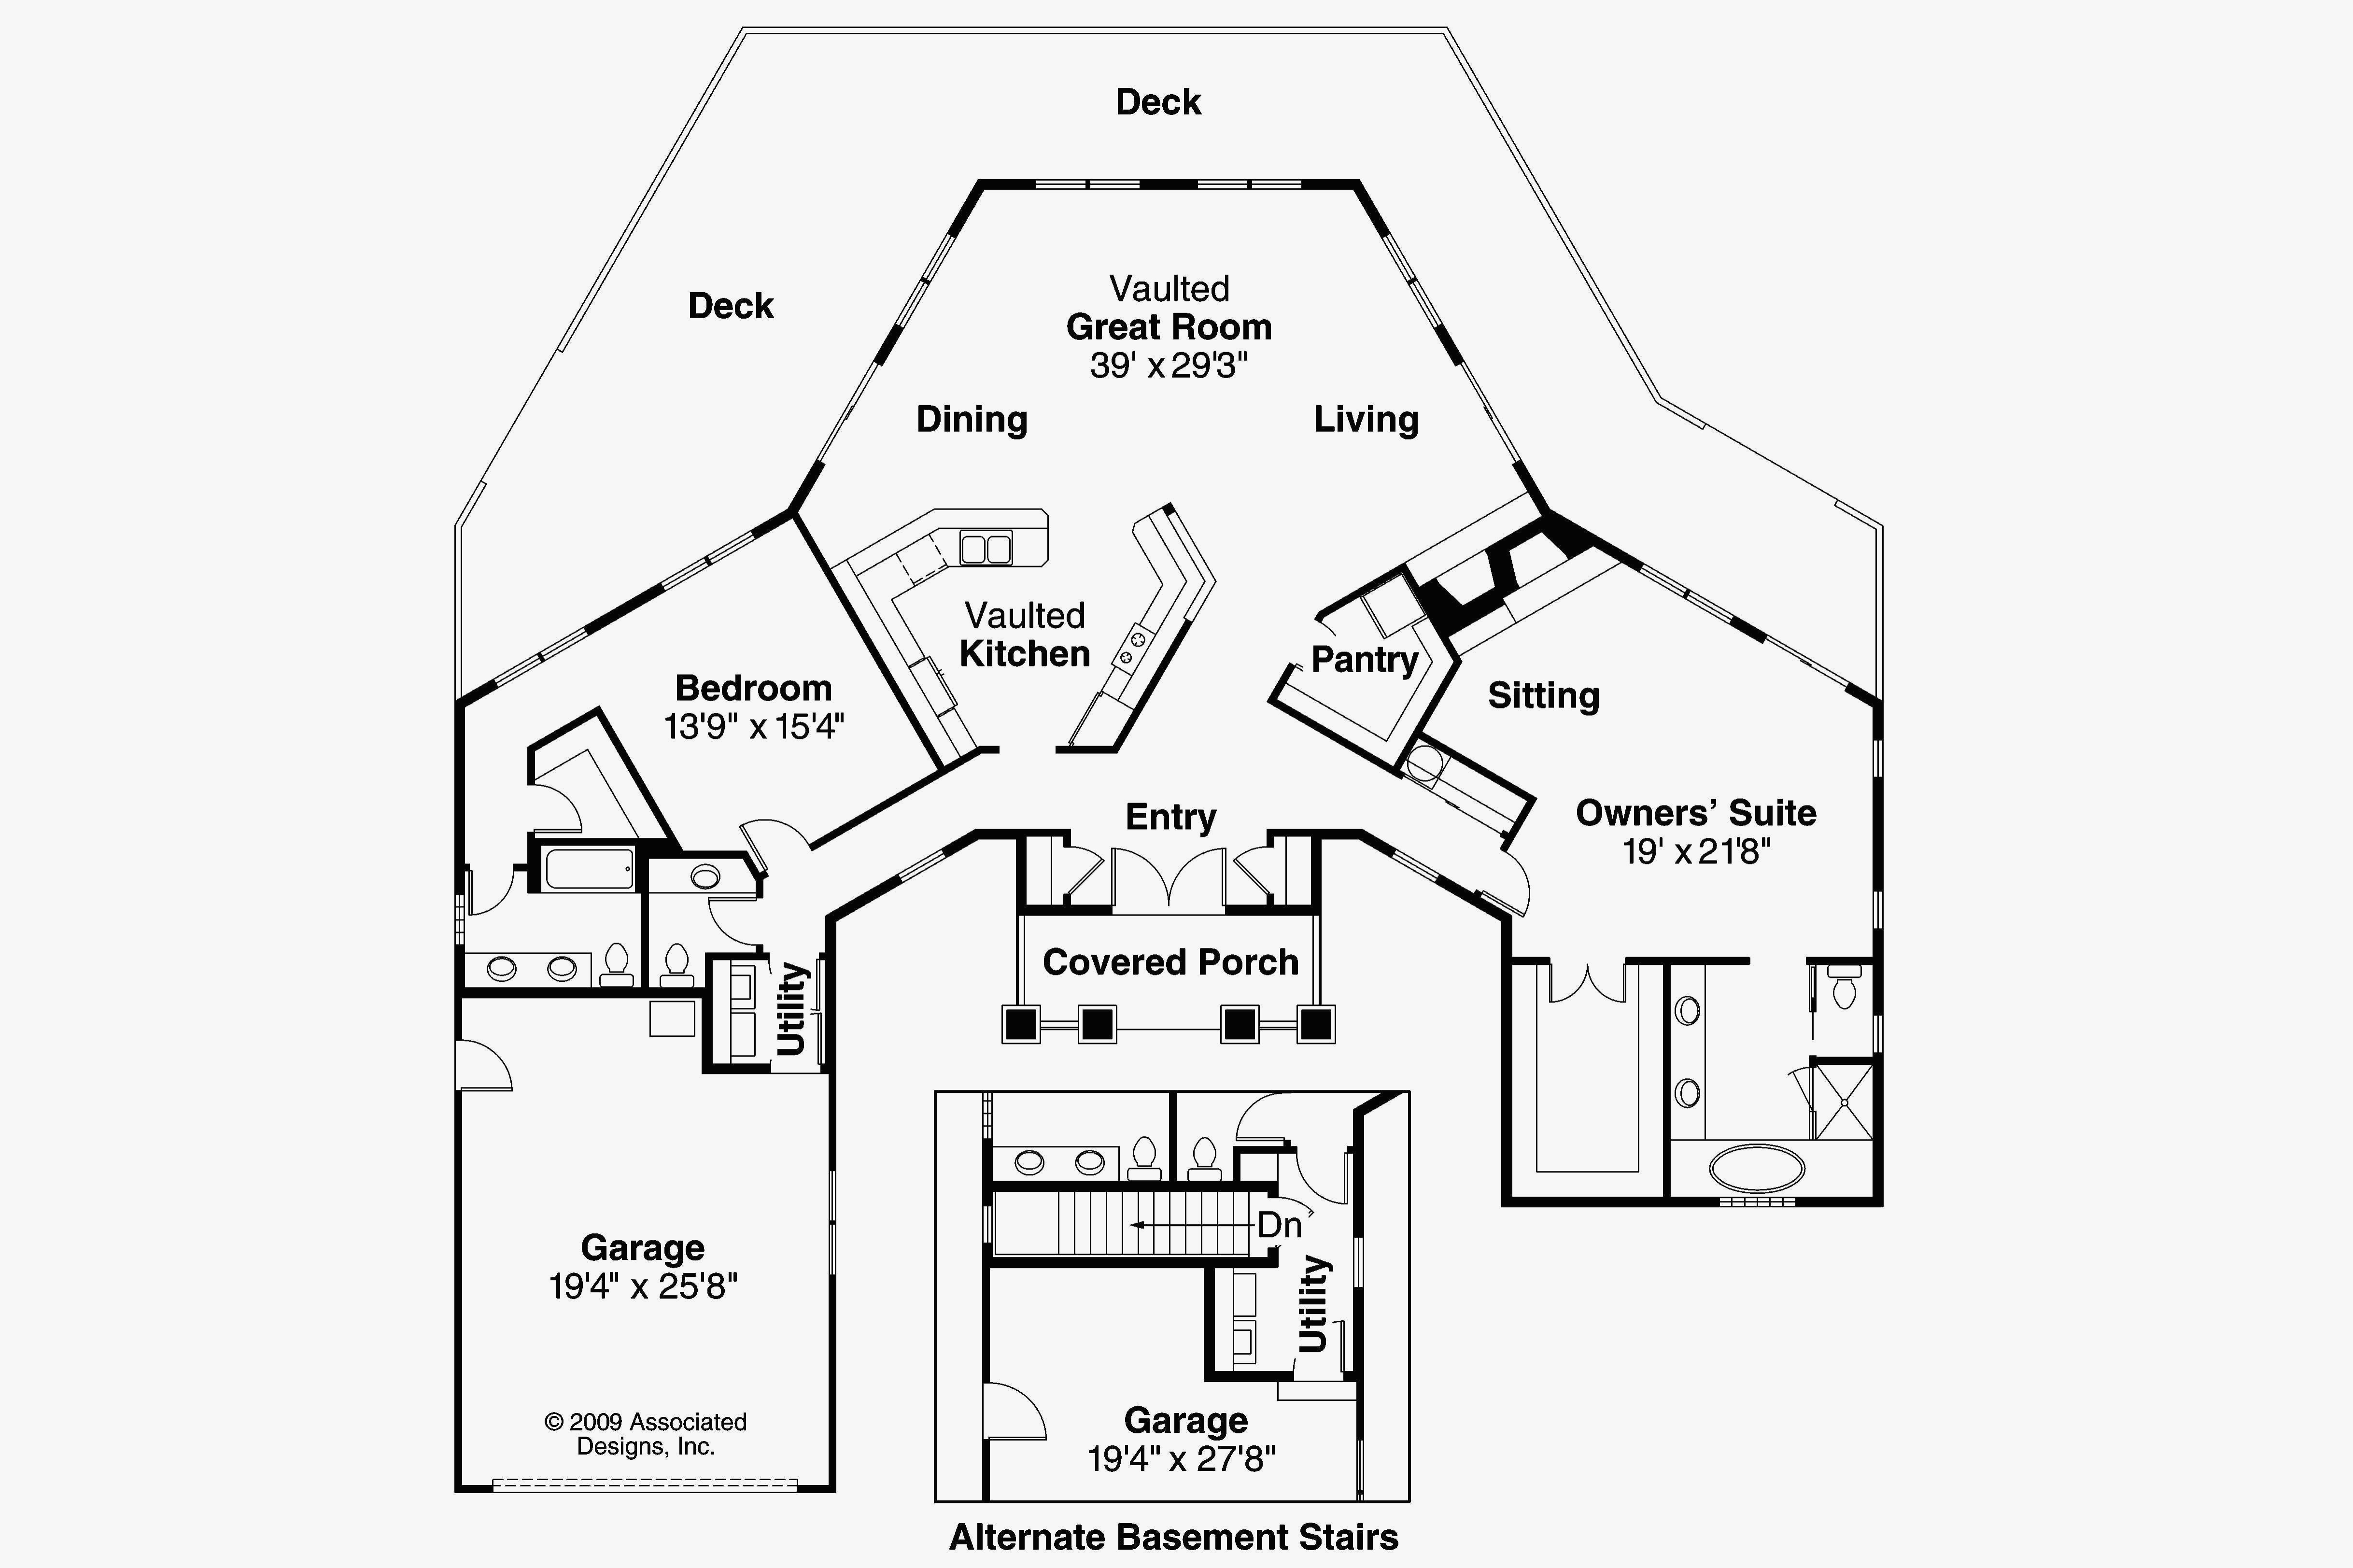 Deck
Deck
Vaulted
Great Room
39' x 29'3"
Dining
Living
Vaulted
Kitchen
Pantry
Bedroom
13'9" x 15'4"
Sitting
Entry
Owners' Suite
19' x 21'8"
Covered Porch
Utility
Garage
19'4" x 25'8"
© 2009 Associated
Designs, Inc.
Dn
Utility
Garage
19'4" x 27'8"
Alternate Basement Stairs